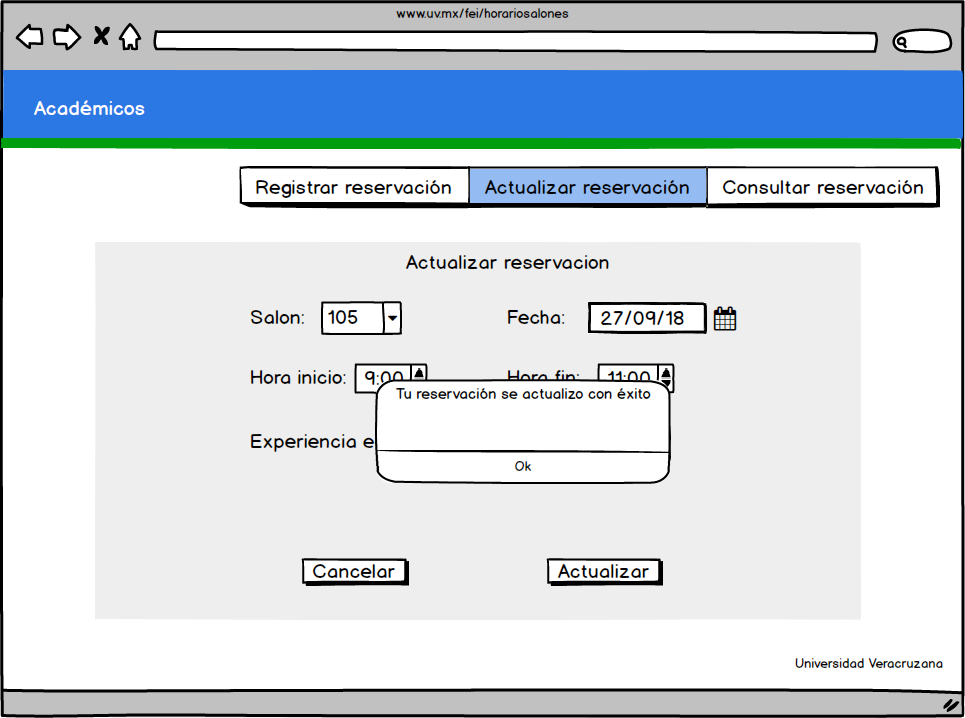 www.uv.mx/fei/horariosalones
Académicos
Registrar reservación Actualizar reservación Consultar reservación
Actualizar reservacion
Salon: 105 Fecha: 27/09/18
Hora inicio: 9:00 Hora fin: 11:00
Tu reservación se actualizo con éxito
Experiencia e
Ok
Cancelar Actualizar
Universidad Veracruzana